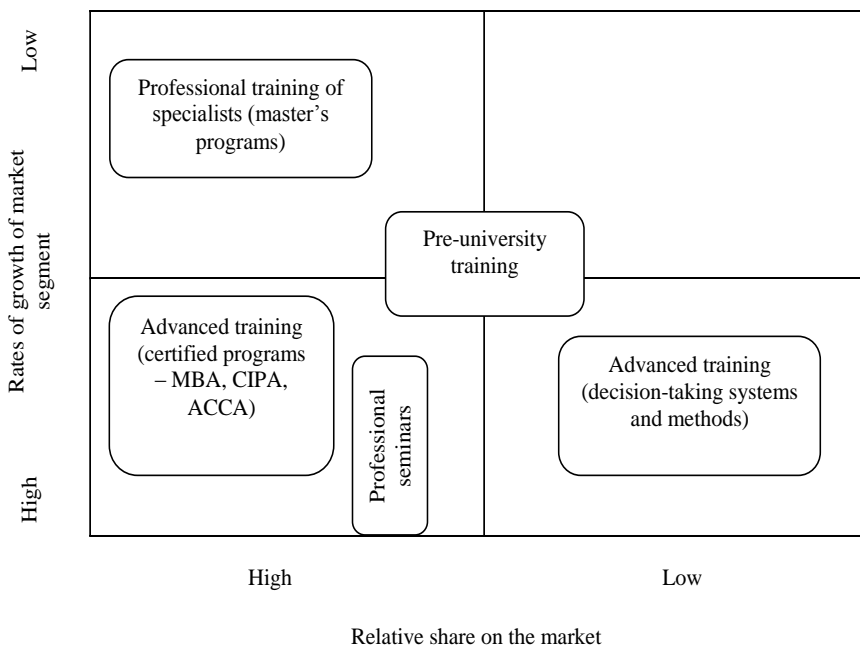 Low
Rates of growth of market
segment
High
Professional training of
specialists (master’s
programs)
Pre-university
training
Advanced training
(certified programs
– MBA, CIPA,
ACCA)
Professional
seminars
Advanced training
(decision-taking systems
and methods)
High
Low
Relative share on the market